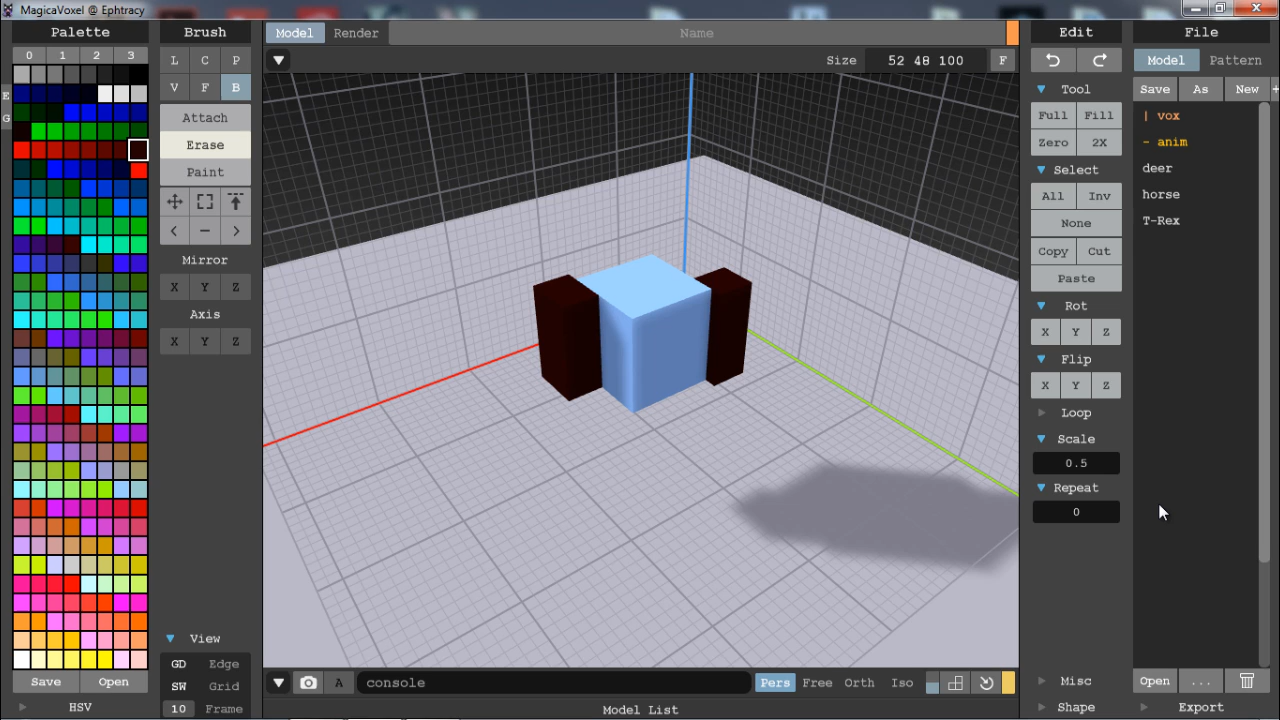 MagicaVoxel @ Ephtracy
Palette
0 1 2 3
E
G
Save Open
HSV
Brush
L C P
V F B
Attach
Erase
Paint
< − >
Mirror
X Y Z
Axis
X Y Z
View
GD Edge
SW Grid
10 Frame
Model Render Name
Size 52 48 100 F
A console Pers Free Orth Iso
Model List
Edit
Tool
Full Fill
Zero 2X
Select
All Inv
None
Copy Cut
Paste
Rot
X Y Z
Flip
X Y Z
Loop
Scale
0.5
Repeat
0
Misc
Shape
File
Model Pattern
Save As New +
| vox
- anim
deer
horse
T-Rex
Open ...
Export